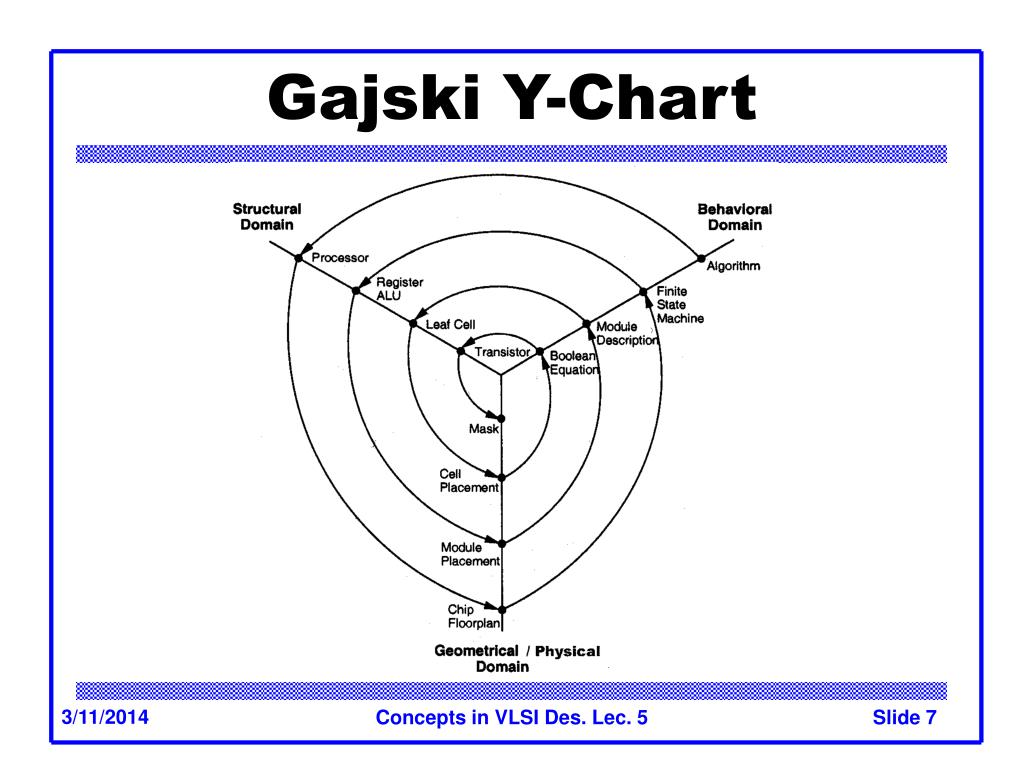 Gajski Y-Chart
Structural
Domain
Behavioral
Domain
Processor
Algorithm
Register
ALU
Finite
State
Machine
Leaf Cell
Module
Description
Transistor
Boolean
Equation
Mask
Cell
Placement
Module
Placement
Chip
Floorplan
Geometrical / Physical
Domain
3/11/2014
Concepts in VLSI Des. Lec. 5
Slide 7